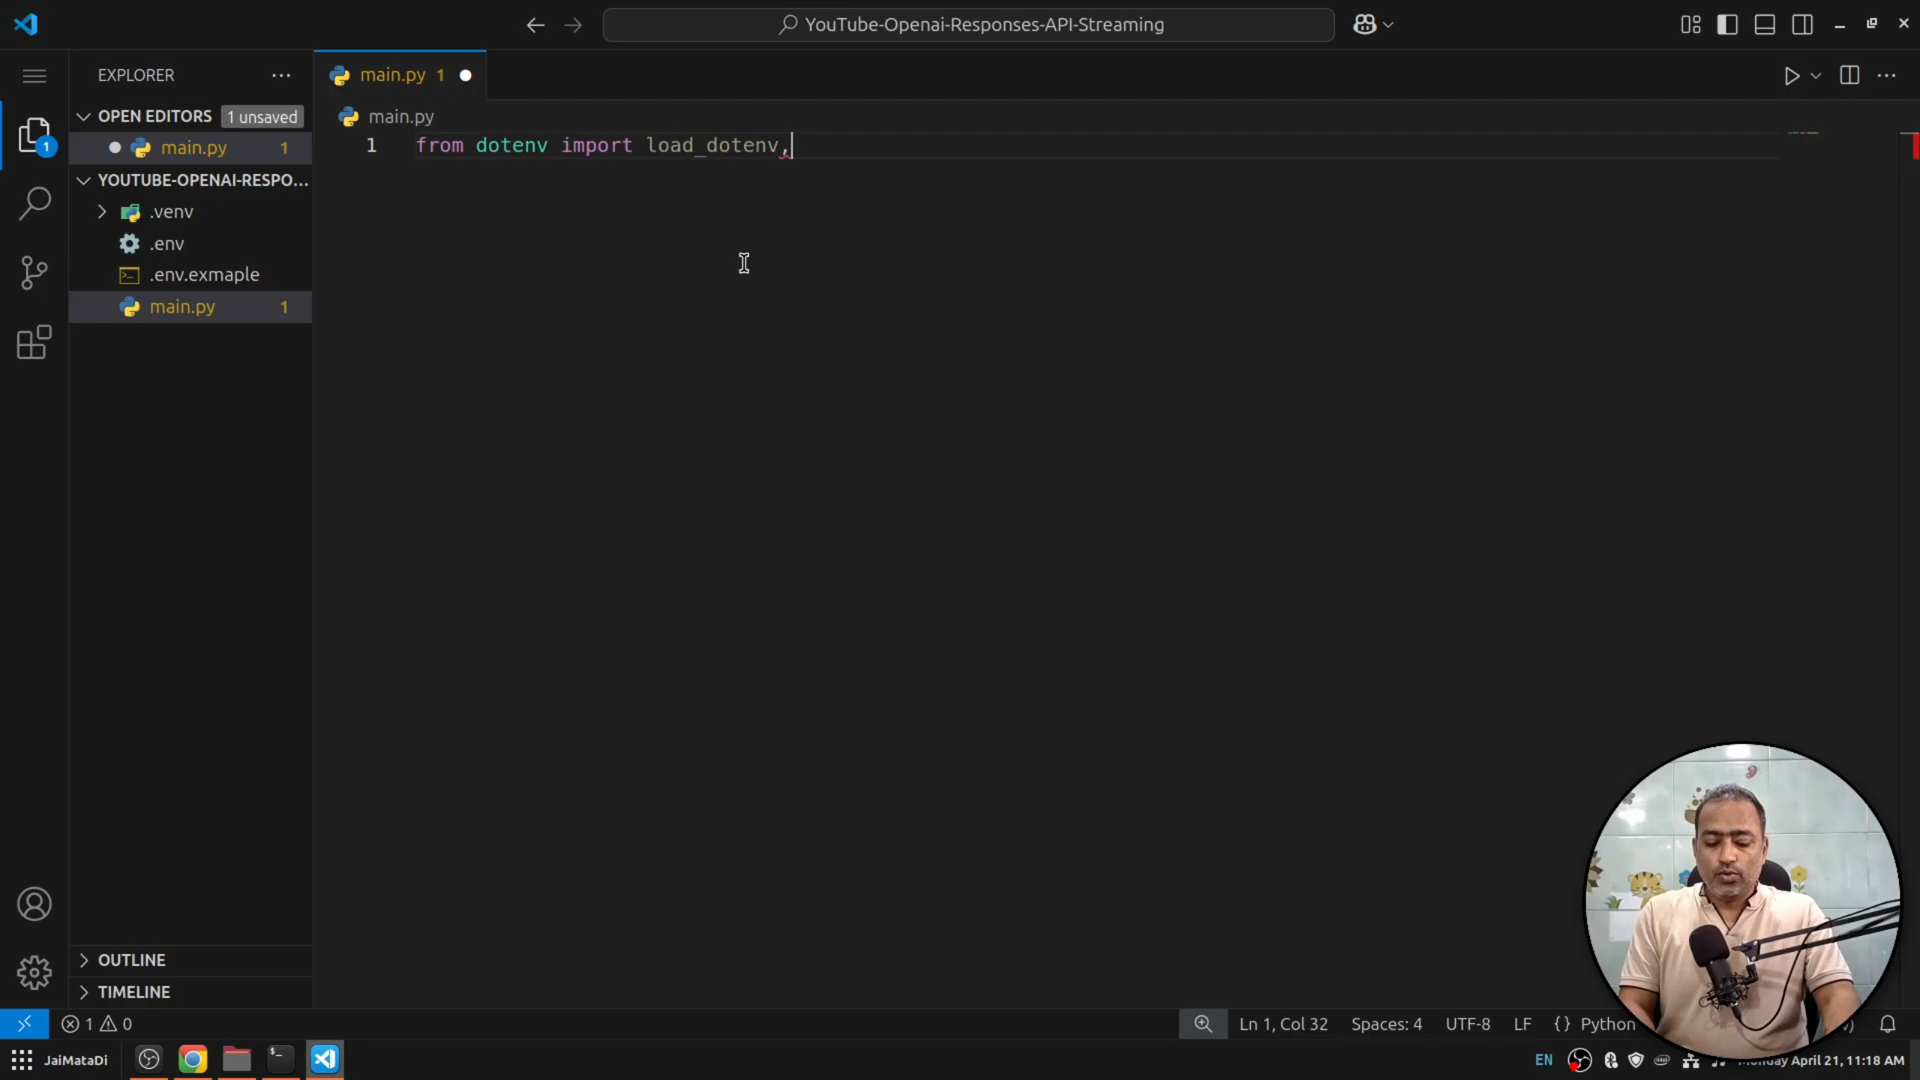 YouTube-Openai-Responses-API-Streaming
EXPLORER
main.py 1
OPEN EDITORS 1 unsaved
main.py 1
main.py
1 from dotenv import load_dotenv,
YOUTUBE-OPENAI-RESPO...
.venv
.env
.env.exmaple
main.py 1
1
OUTLINE
TIMELINE
1 0
Ln 1, Col 32 Spaces: 4 UTF-8 LF {} Python
JaiMataDi
EN
Monday April 21, 11:18 AM